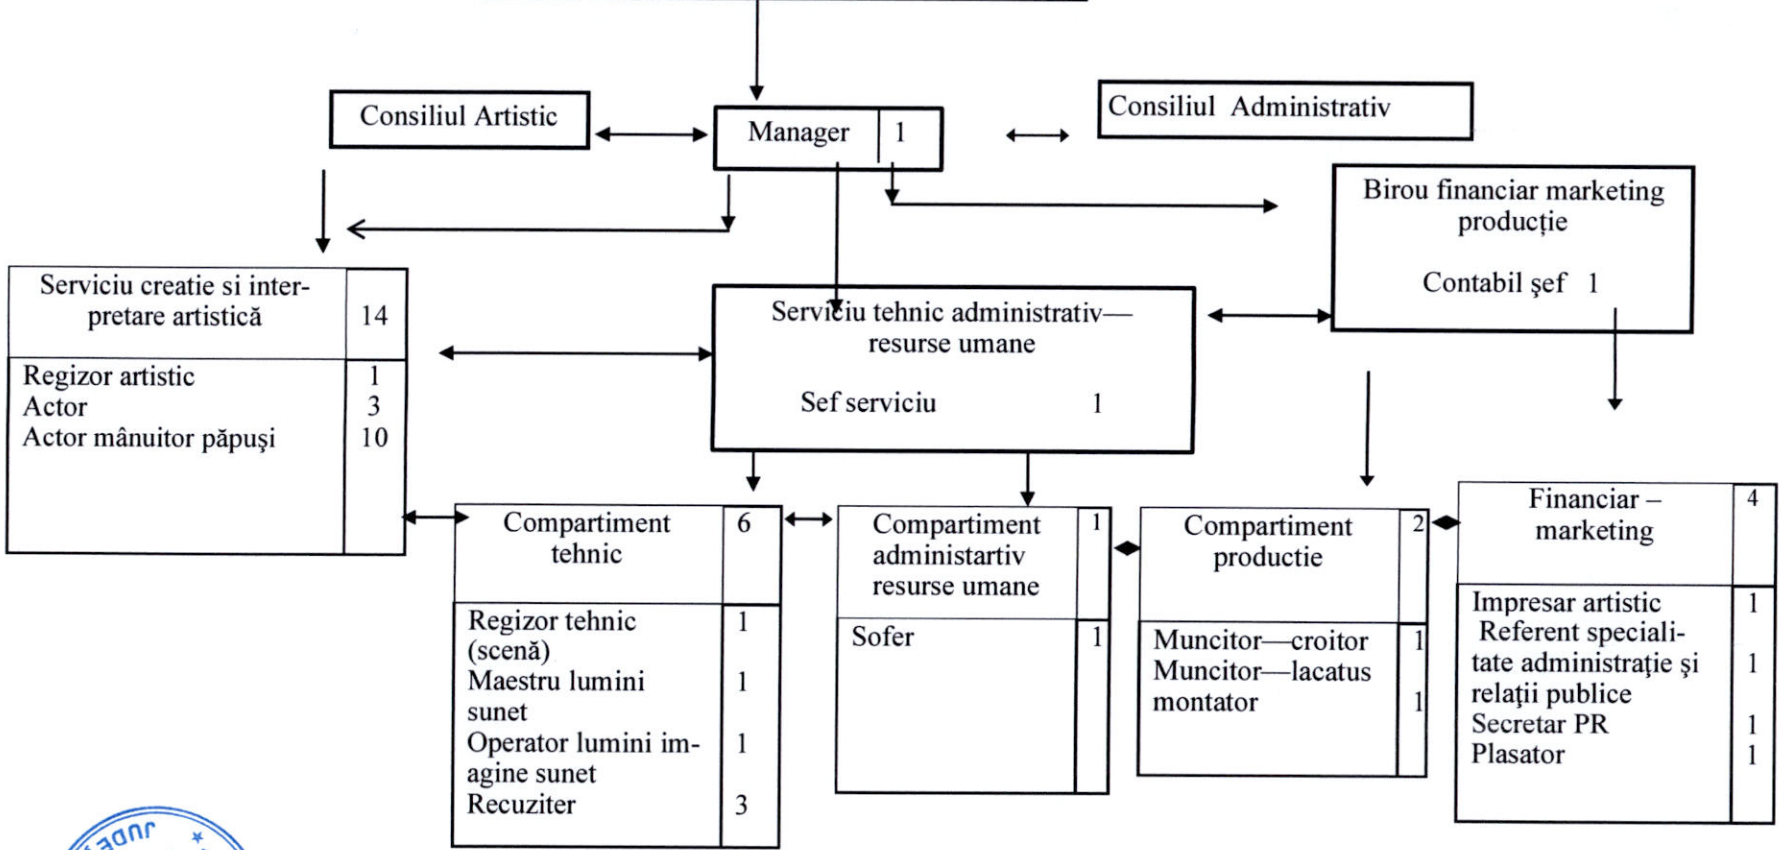 Consiliul Artistic
Manager 1
Consiliul Administrativ
Birou financiar marketing
producție
Contabil şef 1
Serviciu creatie si inter-
pretare artistică 14
Regizor artistic 1
Actor 3
Actor mânuitor păpuşi 10
Serviciu tehnic administrativ—
resurse umane
Sef serviciu 1
Compartiment 6
tehnic
Regizor tehnic 1
(scenă)
Maestru lumini 1
sunet
Operator lumini im- 1
agine sunet
Recuziter 3
Compartiment 1
administartiv
resurse umane
Sofer 1
Compartiment 2
productie
Muncitor—croitor 1
Muncitor—lacatus
montator 1
Financiar – 4
marketing
Impresar artistic 1
Referent speciali-
tate administraţie şi 1
relaţii publice
Secretar PR 1
Plasator 1